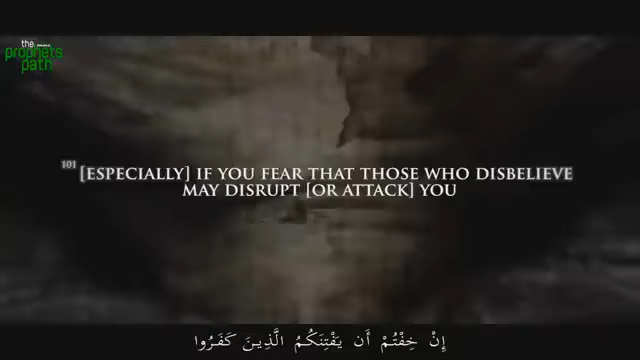 the
prophets
path
101 [ESPECIALLY] IF YOU FEAR THAT THOSE WHO DISBELIEVE
MAY DISRUPT [OR ATTACK] YOU
إِنْ خِفْتُمْ أَن يَفْتِنَكُمُ الَّذِينَ كَفَرُوا